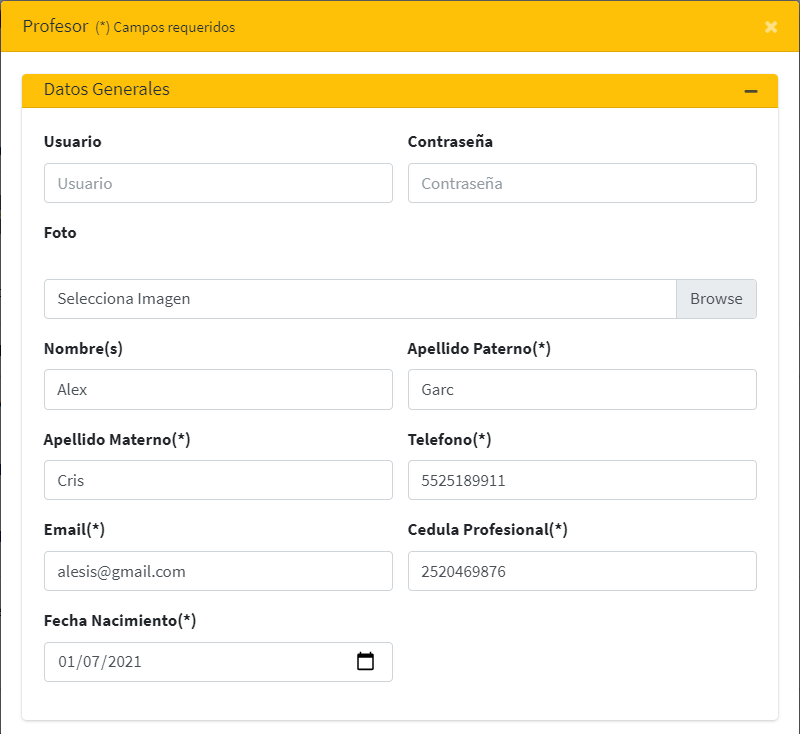 Profesor (*) Campos requeridos
Datos Generales
Usuario Contraseña
Usuario Contraseña
Foto
Selecciona Imagen Browse
Nombre(s) Apellido Paterno(*)
Alex Garc
Apellido Materno(*) Telefono(*)
Cris 5525189911
Email(*) Cedula Profesional(*)
alesis@gmail.com 2520469876
Fecha Nacimiento(*)
01/07/2021